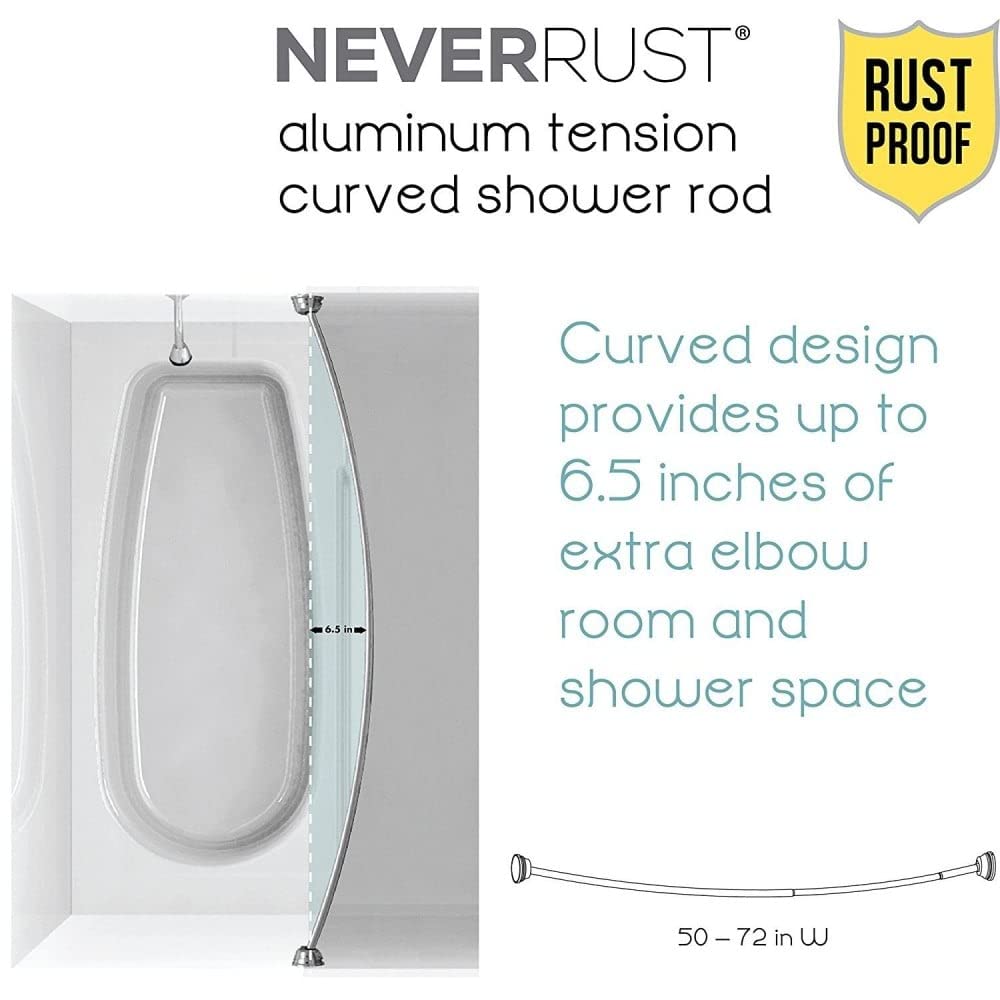 NEVERRUST®
aluminum tension
curved shower rod
RUST
PROOF
Curved design
provides up to
6.5 inches of
extra elbow
room and
shower space
6.5 in
50 – 72 in W